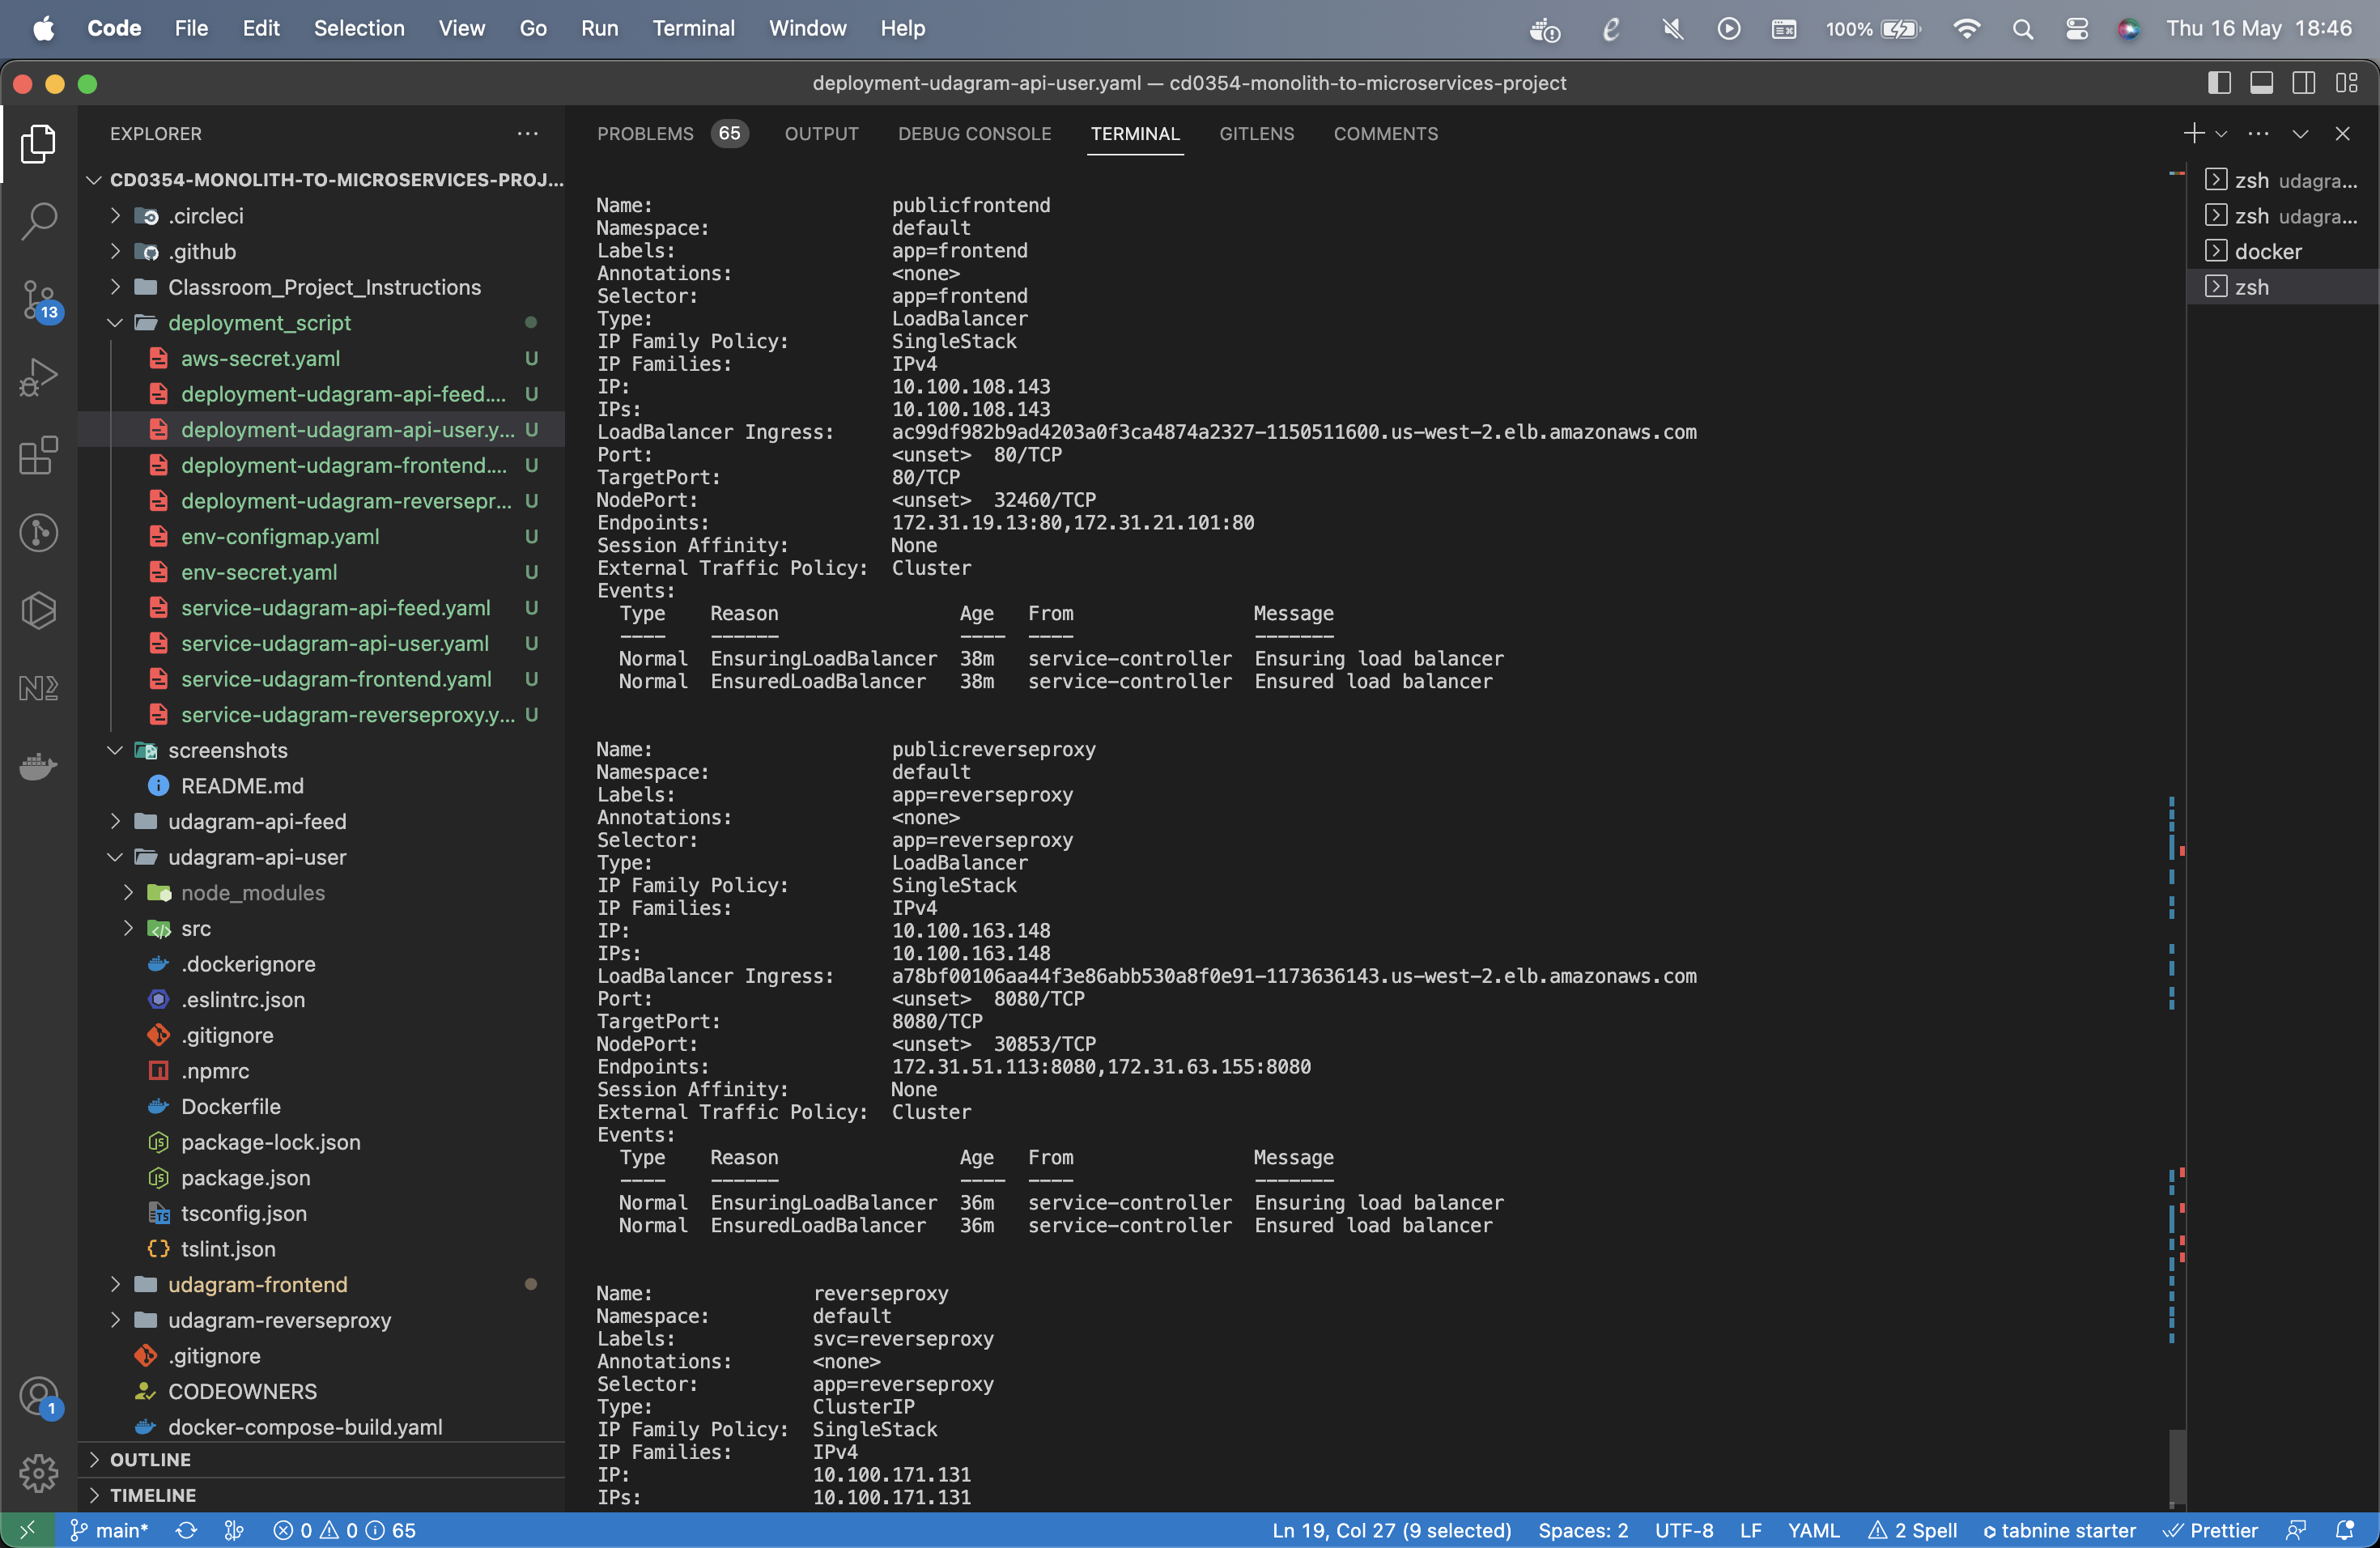 Code File Edit Selection View Go Run Terminal Window Help 100% Thu 16 May 18:46
deployment-udagram-api-user.yaml — cd0354-monolith-to-microservices-project
EXPLORER
CD0354-MONOLITH-TO-MICROSERVICES-PROJ...
.circleci
.github
Classroom_Project_Instructions
deployment_script
aws-secret.yaml U
deployment-udagram-api-feed.... U
deployment-udagram-api-user.y... U
deployment-udagram-frontend.... U
deployment-udagram-reversepr... U
env-configmap.yaml U
env-secret.yaml U
service-udagram-api-feed.yaml U
service-udagram-api-user.yaml U
service-udagram-frontend.yaml U
service-udagram-reverseproxy.y... U
screenshots
README.md
udagram-api-feed
udagram-api-user
node_modules
src
.dockerignore
.eslintrc.json
.gitignore
.npmrc
Dockerfile
package-lock.json
package.json
tsconfig.json
tslint.json
udagram-frontend
udagram-reverseproxy
.gitignore
CODEOWNERS
docker-compose-build.yaml
OUTLINE
TIMELINE
13
1
PROBLEMS 65 OUTPUT DEBUG CONSOLE TERMINAL GITLENS COMMENTS
Name: publicfrontend
Namespace: default
Labels: app=frontend
Annotations: <none>
Selector: app=frontend
Type: LoadBalancer
IP Family Policy: SingleStack
IP Families: IPv4
IP: 10.100.108.143
IPs: 10.100.108.143
LoadBalancer Ingress: ac99df982b9ad4203a0f3ca4874a2327-1150511600.us-west-2.elb.amazonaws.com
Port: <unset> 80/TCP
TargetPort: 80/TCP
NodePort: <unset> 32460/TCP
Endpoints: 172.31.19.13:80,172.31.21.101:80
Session Affinity: None
External Traffic Policy: Cluster
Events:
Type Reason Age From Message
---- ------ ---- ---- -------
Normal EnsuringLoadBalancer 38m service-controller Ensuring load balancer
Normal EnsuredLoadBalancer 38m service-controller Ensured load balancer
Name: publicreverseproxy
Namespace: default
Labels: app=reverseproxy
Annotations: <none>
Selector: app=reverseproxy
Type: LoadBalancer
IP Family Policy: SingleStack
IP Families: IPv4
IP: 10.100.163.148
IPs: 10.100.163.148
LoadBalancer Ingress: a78bf00106aa44f3e86abb530a8f0e91-1173636143.us-west-2.elb.amazonaws.com
Port: <unset> 8080/TCP
TargetPort: 8080/TCP
NodePort: <unset> 30853/TCP
Endpoints: 172.31.51.113:8080,172.31.63.155:8080
Session Affinity: None
External Traffic Policy: Cluster
Events:
Type Reason Age From Message
---- ------ ---- ---- -------
Normal EnsuringLoadBalancer 36m service-controller Ensuring load balancer
Normal EnsuredLoadBalancer 36m service-controller Ensured load balancer
Name: reverseproxy
Namespace: default
Labels: svc=reverseproxy
Annotations: <none>
Selector: app=reverseproxy
Type: ClusterIP
IP Family Policy: SingleStack
IP Families: IPv4
IP: 10.100.171.131
IPs: 10.100.171.131
zsh udagra...
zsh udagra...
docker
zsh
main* 0 0 65 Ln 19, Col 27 (9 selected) Spaces: 2 UTF-8 LF YAML 2 Spell tabnine starter Prettier